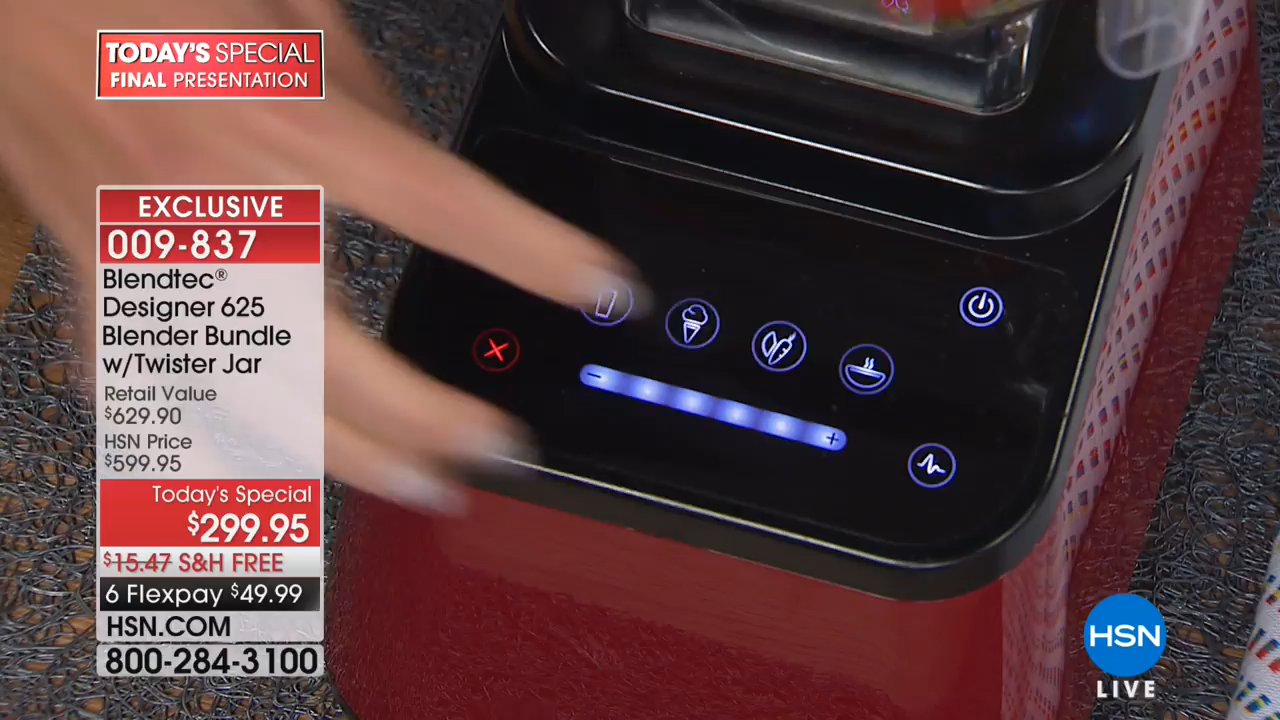 TODAY'S SPECIAL
FINAL PRESENTATION
EXCLUSIVE
009-837
Blendtec®
Designer 625
Blender Bundle
w/Twister Jar
Retail Value
$629.90
HSN Price
$599.95
Today's Special
$299.95
$15.47 S&H FREE
6 Flexpay $49.99
HSN.COM
800-284-3100
− +
HSN
LIVE